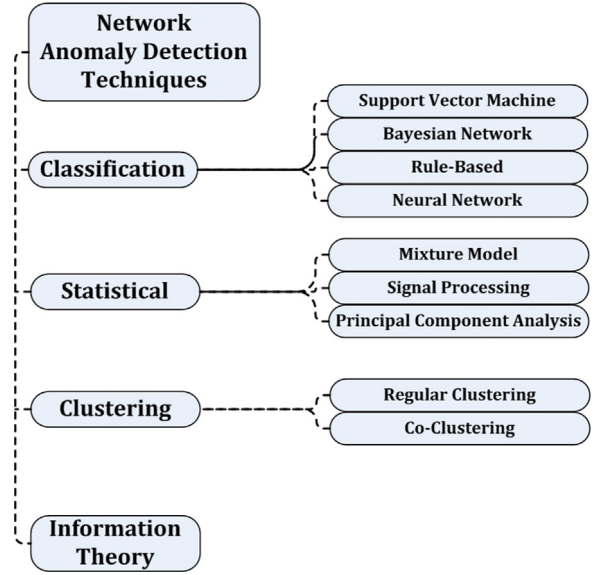 Network
Anomaly Detection
Techniques
Classification
Support Vector Machine
Bayesian Network
Rule-Based
Neural Network
Statistical
Mixture Model
Signal Processing
Principal Component Analysis
Clustering
Regular Clustering
Co-Clustering
Information
Theory